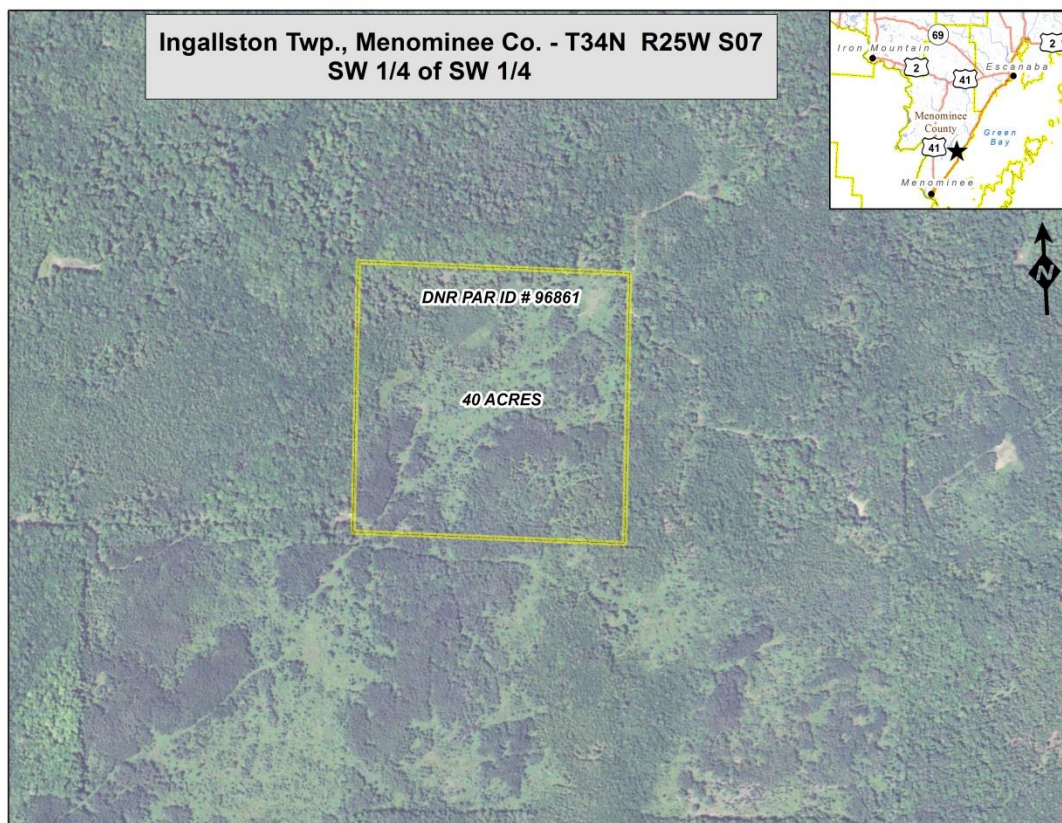 Ingallston Twp., Menominee Co. - T34N R25W S07
SW 1/4 of SW 1/4
69
Iron Mountain
2
2
41
Escanaba
Menominee
County
41
Green
Bay
Menominee
N
DNR PAR ID # 96861
40 ACRES